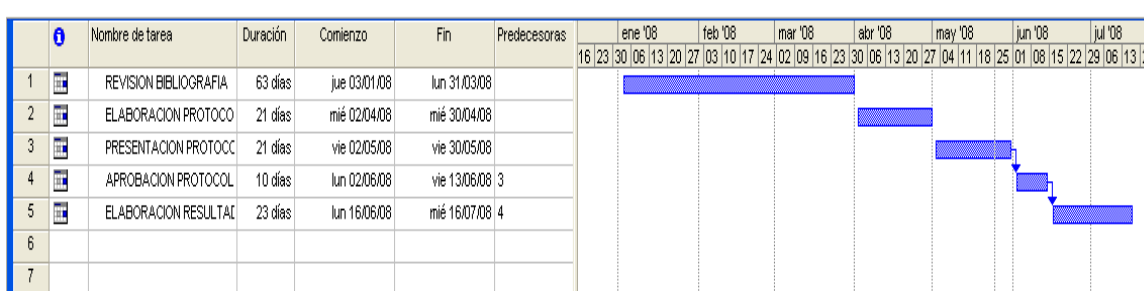 Nombre de tarea Duración Comienzo Fin Predecesoras ene '08 feb '08 mar '08 abr '08 may '08 jun '08 jul '08
16 23 30 06 13 20 27 03 10 17 24 02 09 16 23 30 06 13 20 27 04 11 18 25 01 08 15 22 29 06 13
1 REVISION BIBLIOGRAFIA 63 días jue 03/01/08 lun 31/03/08
2 ELABORACION PROTOCO 21 días mié 02/04/08 mié 30/04/08
3 PRESENTACION PROTOCC 21 días vie 02/05/08 vie 30/05/08
4 APROBACION PROTOCOL 10 días lun 02/06/08 vie 13/06/08 3
5 ELABORACION RESULTAD 23 días lun 16/06/08 mié 16/07/08 4
6
7